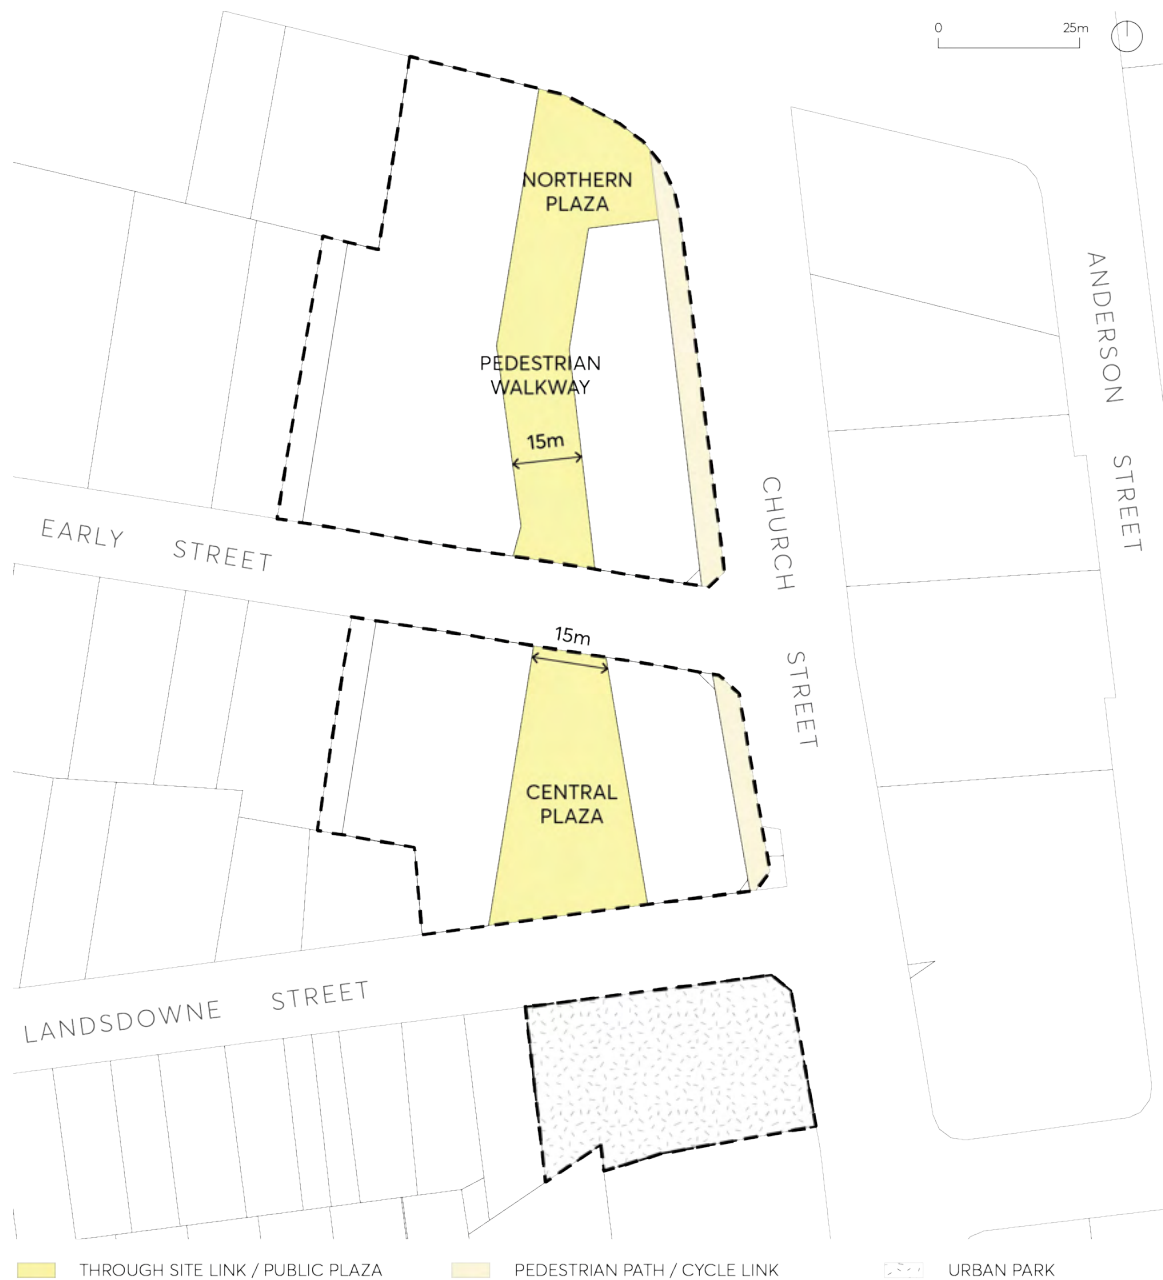 0 25m
NORTHERN
PLAZA
PEDESTRIAN
WALKWAY
15m
ANDERSON STREET
CHURCH STREET
EARLY STREET
15m
CENTRAL
PLAZA
LANDSDOWNE STREET
THROUGH SITE LINK / PUBLIC PLAZA
PEDESTRIAN PATH / CYCLE LINK
URBAN PARK